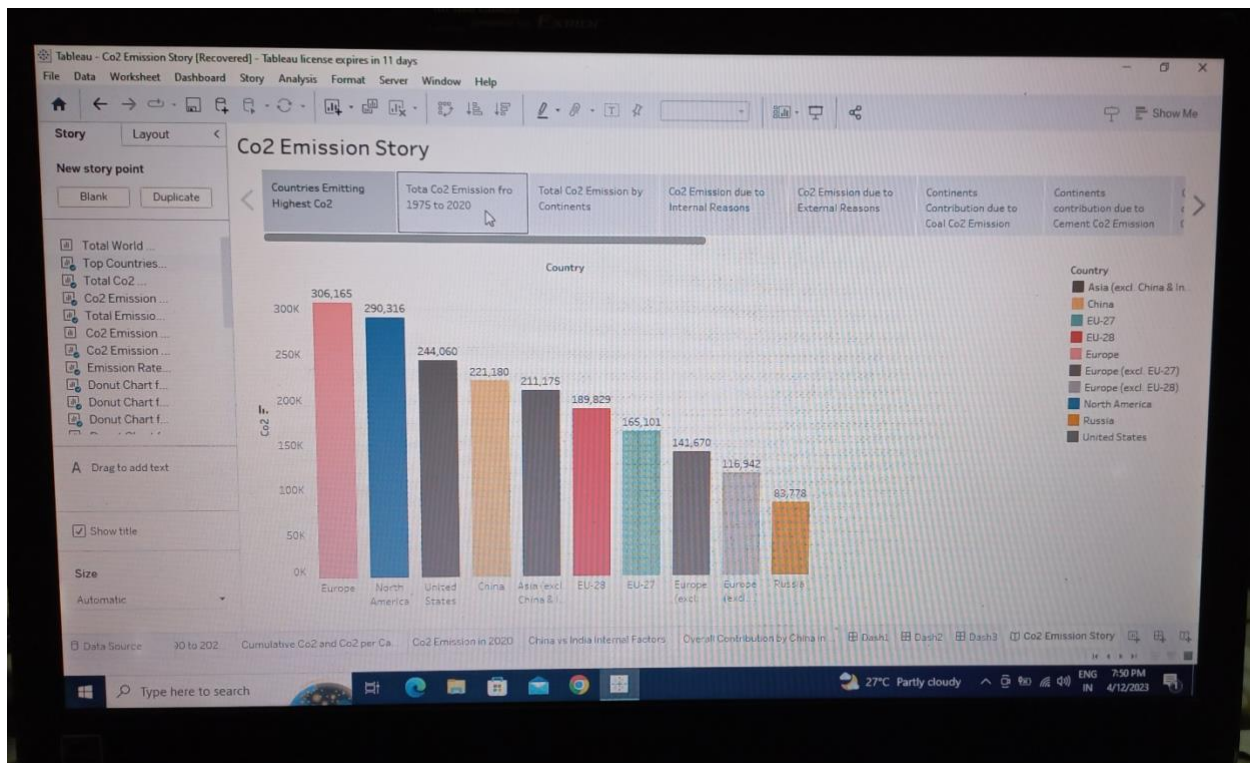 Tableau - Co2 Emission Story [Recovered] - Tableau license expires in 11 days
File Data Worksheet Dashboard Story Analysis Format Server Window Help
Show Me
Story Layout
New story point
Blank Duplicate
Total World ...
Top Countries...
Total Co2 ...
Co2 Emission ...
Total Emissio...
Co2 Emission ...
Co2 Emission ...
Emission Rate...
Donut Chart f...
Donut Chart f...
Donut Chart f...
A Drag to add text
Show title
Size
Automatic
Co2 Emission Story
Countries Emitting
Highest Co2
Tota Co2 Emission fro
1975 to 2020
Total Co2 Emission by
Continents
Co2 Emission due to
Internal Reasons
Co2 Emission due to
External Reasons
Continents
Contribution due to
Coal Co2 Emission
Continents
contribution due to
Cement Co2 Emission
Country
306,165
290,316
244,060
221,180
211,175
189,829
165,101
141,670
116,942
83,778
300K
250K
200K
150K
100K
50K
0K
Co2
Europe
North
America
United
States
China
Asia (excl
China &
EU-28
EU-27
Europe
(excl.
Europe
(excl.
Russia
Country
Asia (excl. China & In...
China
EU-27
EU-28
Europe
Europe (excl. EU-27)
Europe (excl. EU-28)
North America
Russia
United States
Data Source 00 to 202 Cumulative Co2 and Co2 per Ca... Co2 Emission in 2020 China vs India Internal Factors Overall Contribution by China in ... Dash1 Dash2 Dash3 Co2 Emission Story
Type here to search
27°C Partly cloudy
ENG
IN
7:50 PM
4/12/2023